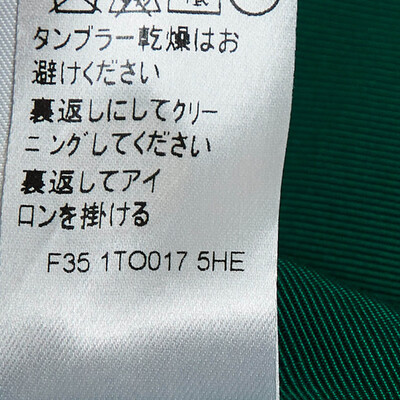 タンブラー乾燥はお
避けください
裏返しにしてクリー
ニングしてください
裏返してアイ
ロンを掛ける
F35 1TO017 5HE